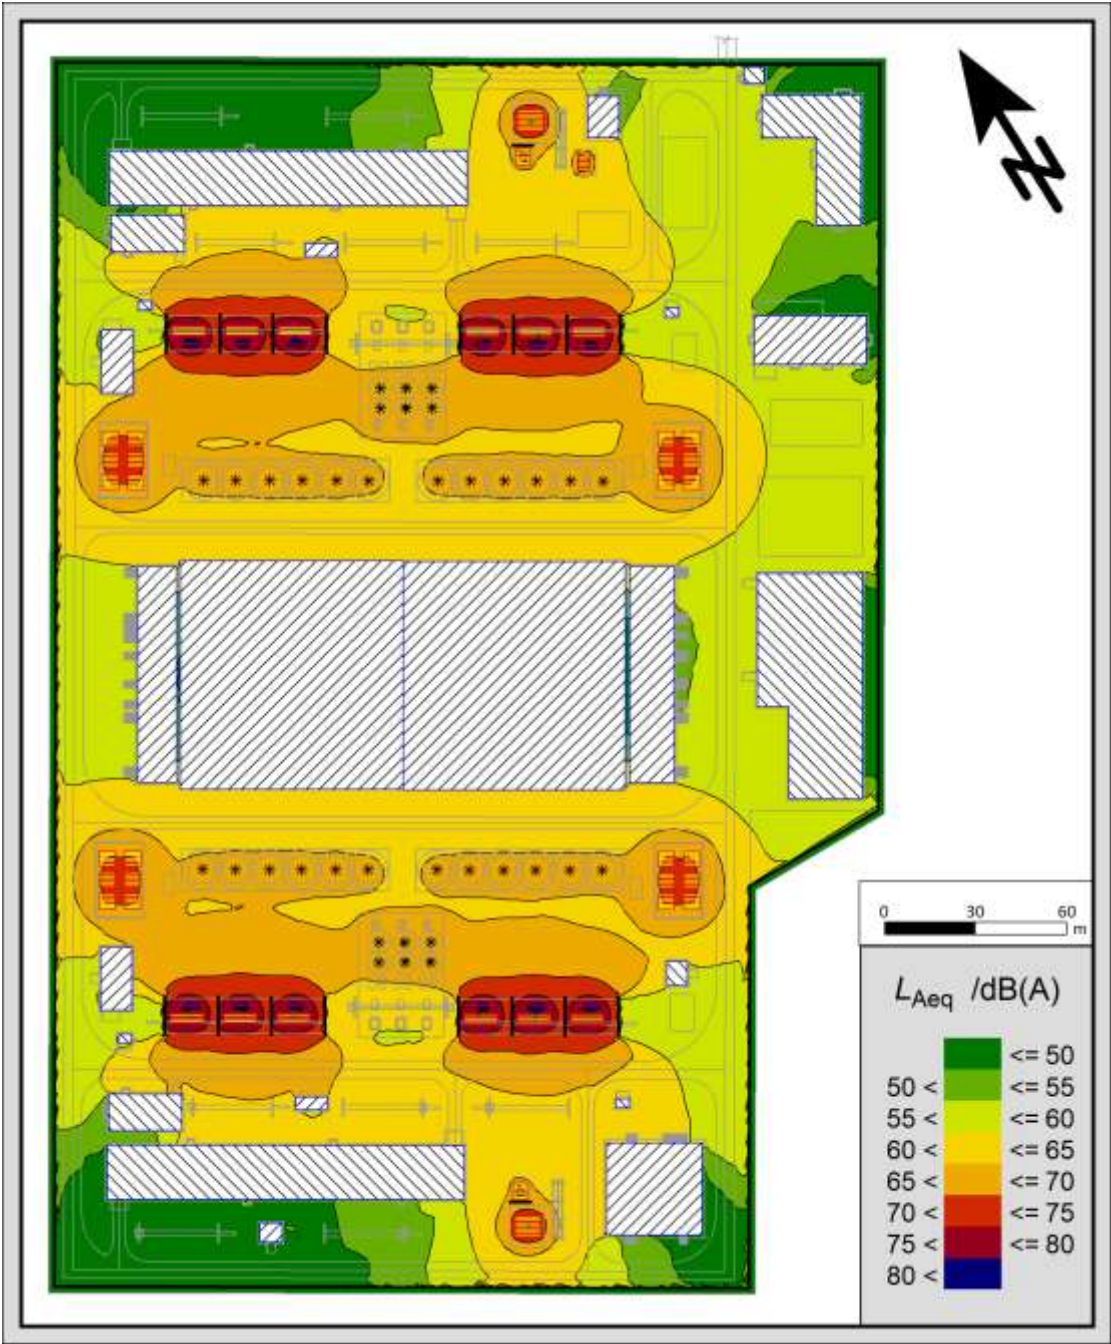 N
0 30 60
m
LAeq /dB(A)
<= 50
50 < <= 55
55 < <= 60
60 < <= 65
65 < <= 70
70 < <= 75
75 < <= 80
80 <